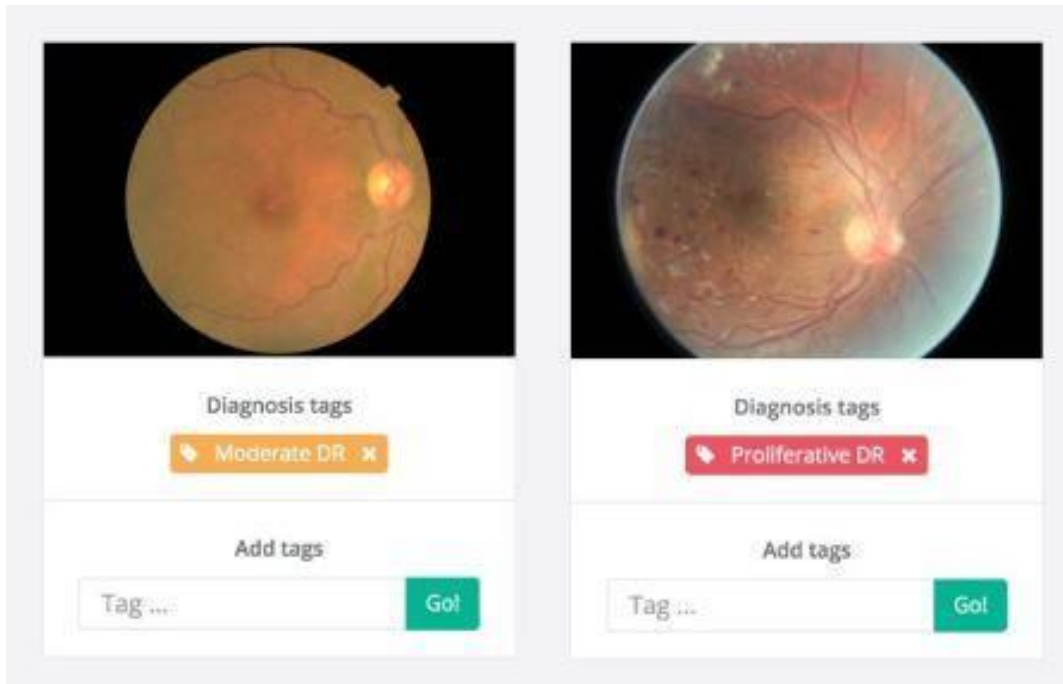 Diagnosis tags
Moderate DR ×
Add tags
Tag ...
Go!
Diagnosis tags
Proliferative DR ×
Add tags
Tag ...
Go!